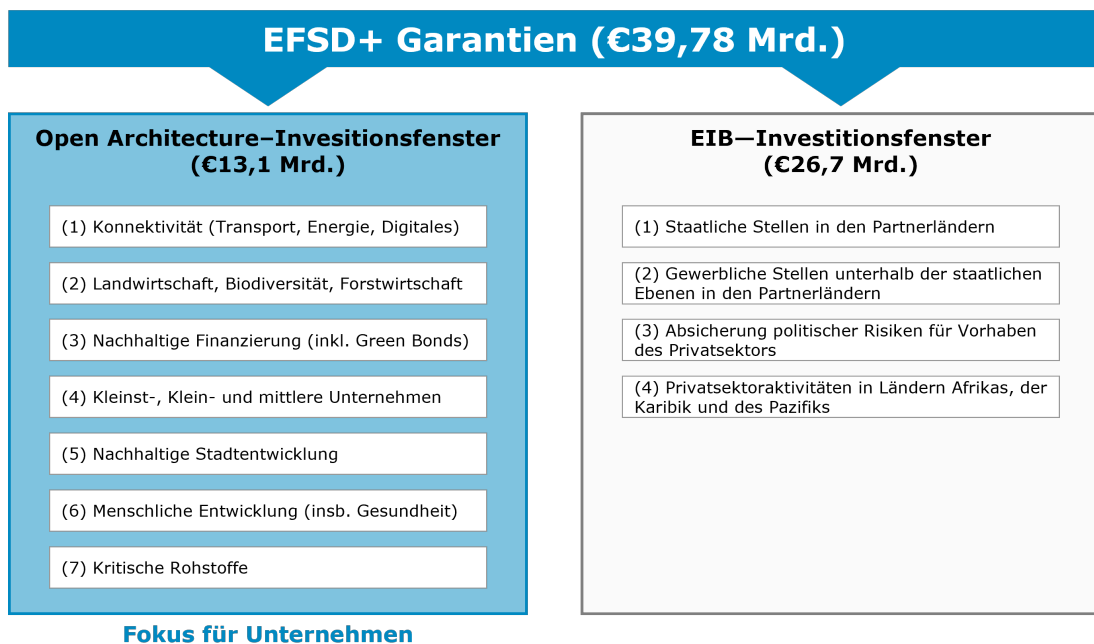 EFSD+ Garantien (€39,78 Mrd.)
Open Architecture–Invesitionsfenster
(€13,1 Mrd.)
(1) Konnektivität (Transport, Energie, Digitales)
(2) Landwirtschaft, Biodiversität, Forstwirtschaft
(3) Nachhaltige Finanzierung (inkl. Green Bonds)
(4) Kleinst-, Klein- und mittlere Unternehmen
(5) Nachhaltige Stadtentwicklung
(6) Menschliche Entwicklung (insb. Gesundheit)
(7) Kritische Rohstoffe
Fokus für Unternehmen
EIB—Investitionsfenster
(€26,7 Mrd.)
(1) Staatliche Stellen in den Partnerländern
(2) Gewerbliche Stellen unterhalb der staatlichen
Ebenen in den Partnerländern
(3) Absicherung politischer Risiken für Vorhaben
des Privatsektors
(4) Privatsektoraktivitäten in Ländern Afrikas, der
Karibik und des Pazifiks